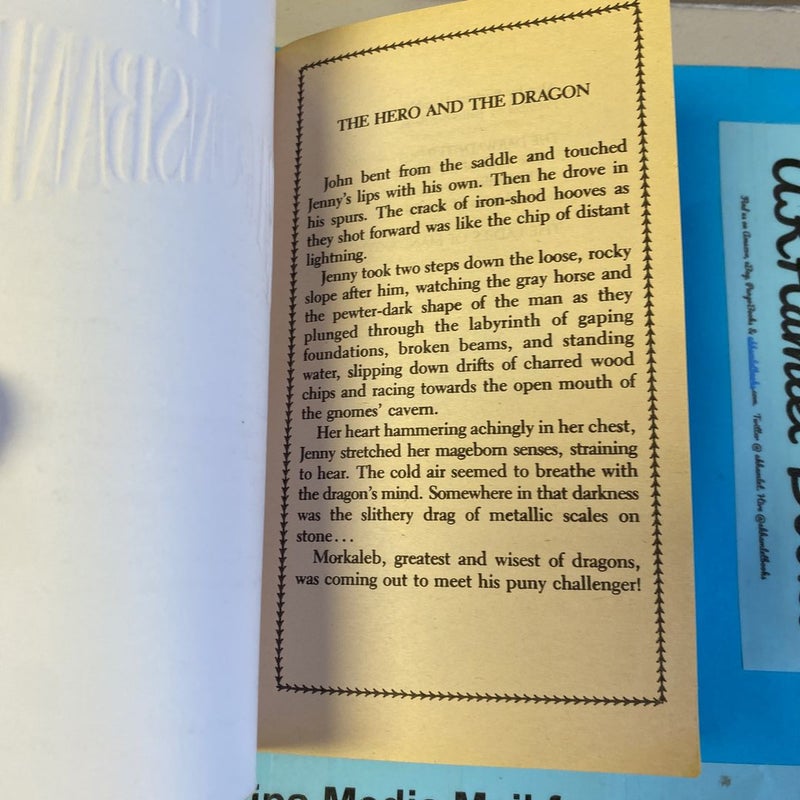 THE HERO AND THE DRAGON
John bent from the saddle and touched
Jenny's lips with his own. Then he drove in
his spurs. The crack of iron-shod hooves as
they shot forward was like the chip of distant
lightning.
Jenny took two steps down the loose, rocky
slope after him, watching the gray horse and
the pewter-dark shape of the man as they
plunged through the labyrinth of gaping
foundations, broken beams, and standing
water, slipping down drifts of charred wood
chips and racing towards the open mouth of
the gnomes' cavern.
Her heart hammering achingly in her chest,
Jenny stretched her mageborn senses, straining
to hear. The cold air seemed to breathe with
the dragon's mind. Somewhere in that darkness
was the slithery drag of metallic scales on
stone...
Morkaleb, greatest and wisest of dragons,
was coming out to meet his puny challenger!
Media Mail